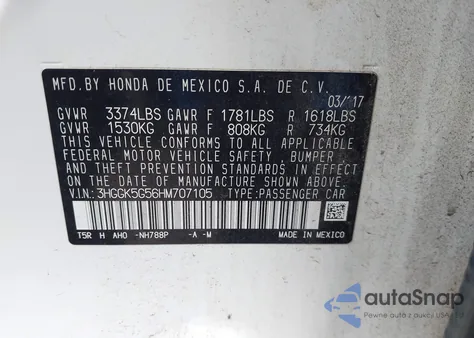 MFD.BY HONDA DE MEXICO S.A. DE C.V.
03/'17
GVWR 3374LBS GAWR F 1781LBS R 1618LBS
GVWR 1530KG GAWR F 808KG R 734KG
THIS VEHICLE CONFORMS TO ALL APPLICABLE
FEDERAL MOTOR VEHICLE SAFETY, BUMPER,
AND THEFT PREVENTION STANDARDS IN EFFECT
ON THE DATE OF MANUFACTURE SHOWN ABOVE.
V.I.N: 3HGGK5G56HM707105 TYPE:PASSENGER CAR
T5R H AHO -NH788P -A -M MADE IN MEXICO
autoSnap